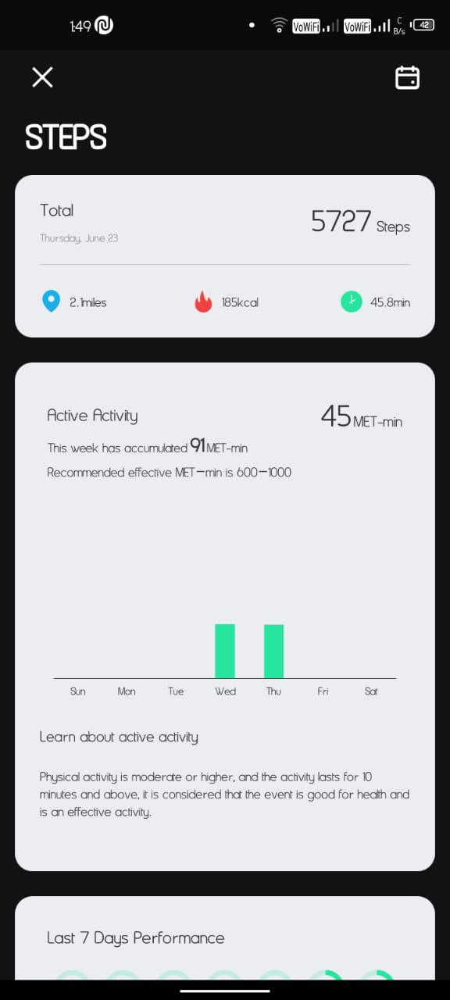 1:49
VoWiFi VoWiFi C B/s 42
STEPS
Total
5727 Steps
Thursday, June 23
2.1miles 185kcal 45.8min
Active Activity
45 MET-min
This week has accumulated 91 MET-min
Recommended effective MET-min is 600-1000
Sun Mon Tue Wed Thu Fri Sat
Learn about active activity
Physical activity is moderate or higher, and the activity lasts for 10
minutes and above, it is considered that the event is good for health and
is an effective activity.
Last 7 Days Performance